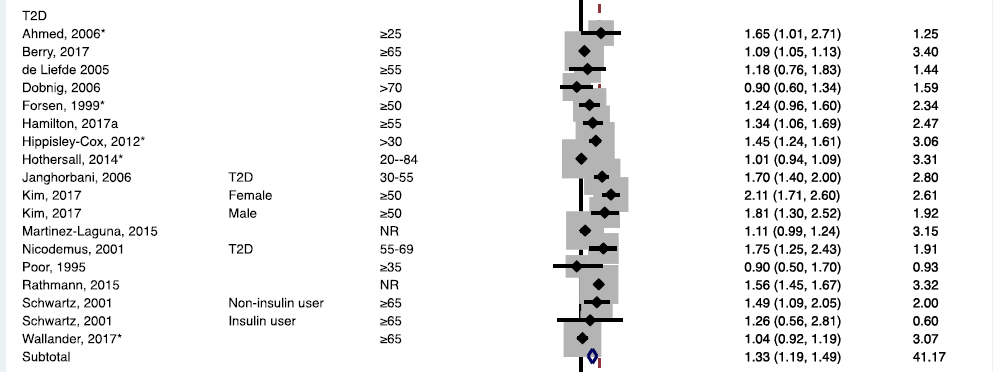 T2D
Ahmed, 2006* ≥25 1.65 (1.01, 2.71) 1.25
Berry, 2017 ≥65 1.09 (1.05, 1.13) 3.40
de Liefde 2005 ≥55 1.18 (0.76, 1.83) 1.44
Dobnig, 2006 >70 0.90 (0.60, 1.34) 1.59
Forsen, 1999* ≥50 1.24 (0.96, 1.60) 2.34
Hamilton, 2017a ≥55 1.34 (1.06, 1.69) 2.47
Hippisley-Cox, 2012* >30 1.45 (1.24, 1.61) 3.06
Hothersall, 2014* 20--84 1.01 (0.94, 1.09) 3.31
Janghorbani, 2006 T2D 30-55 1.70 (1.40, 2.00) 2.80
Kim, 2017 Female ≥50 2.11 (1.71, 2.60) 2.61
Kim, 2017 Male ≥50 1.81 (1.30, 2.52) 1.92
Martinez-Laguna, 2015 NR 1.11 (0.99, 1.24) 3.15
Nicodemus, 2001 T2D 55-69 1.75 (1.25, 2.43) 1.91
Poor, 1995 ≥35 0.90 (0.50, 1.70) 0.93
Rathmann, 2015 NR 1.56 (1.45, 1.67) 3.32
Schwartz, 2001 Non-insulin user ≥65 1.49 (1.09, 2.05) 2.00
Schwartz, 2001 Insulin user ≥65 1.26 (0.56, 2.81) 0.60
Wallander, 2017* ≥65 1.04 (0.92, 1.19) 3.07
Subtotal 1.33 (1.19, 1.49) 41.17